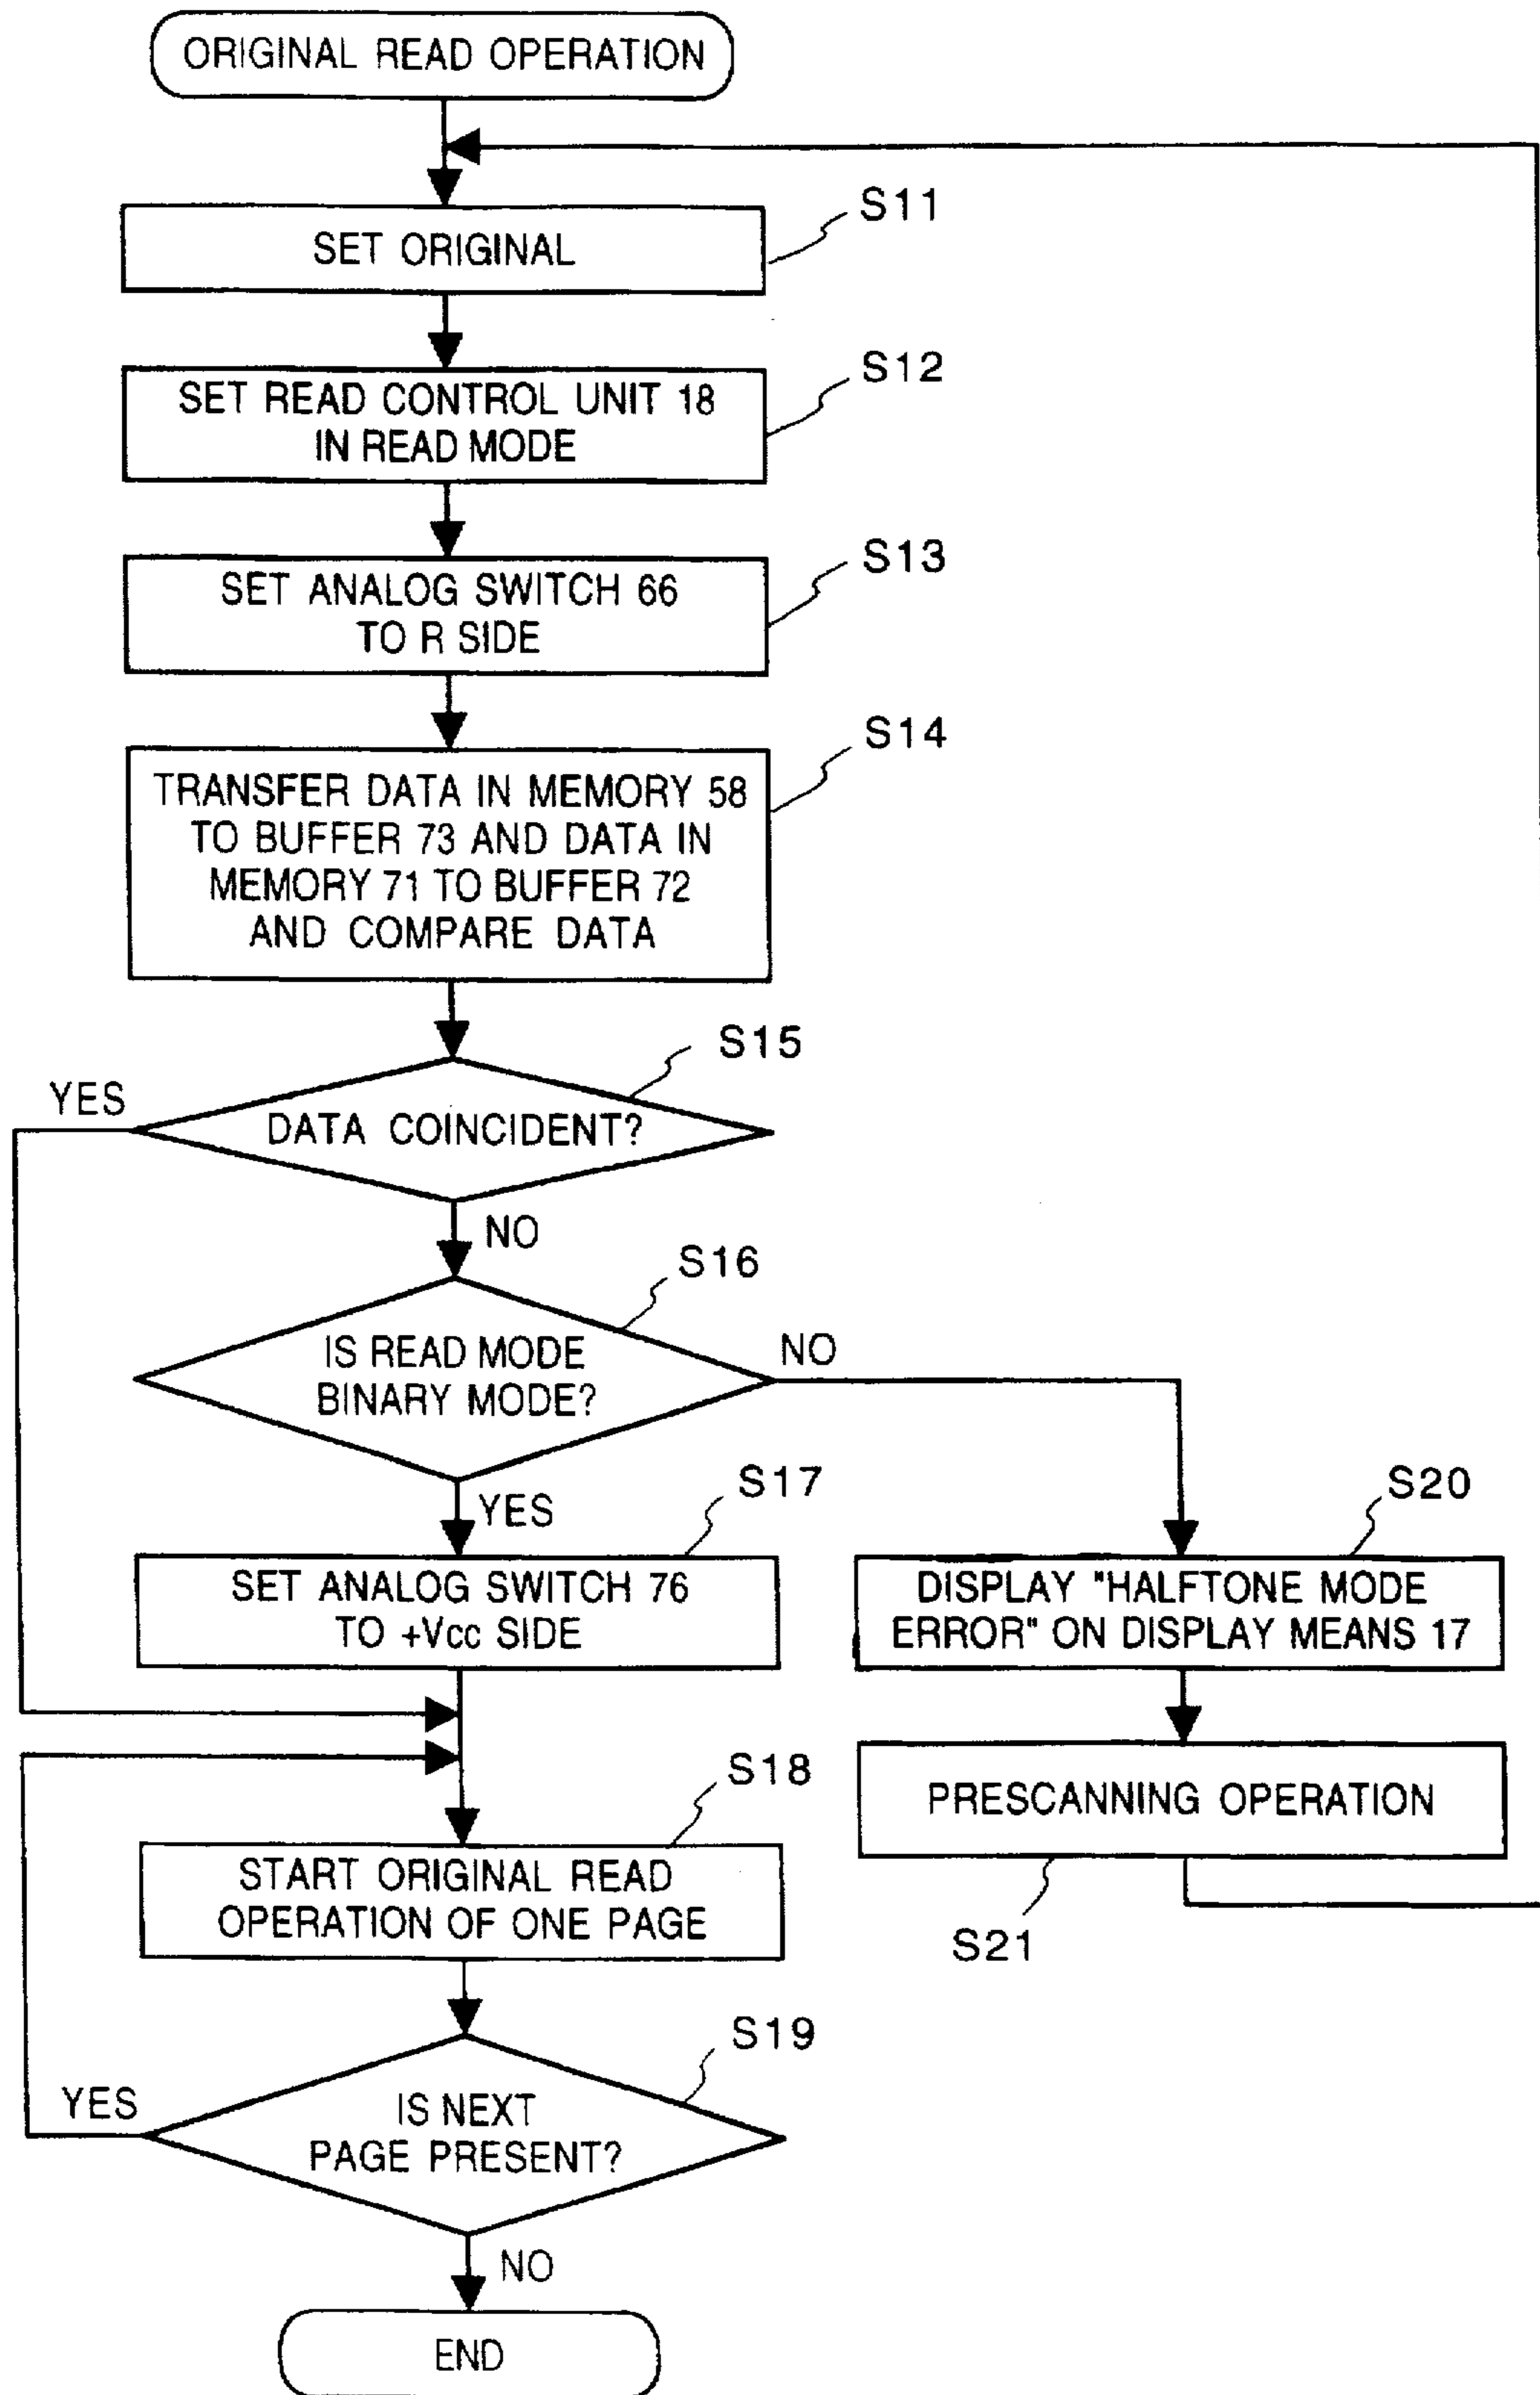 ORIGINAL READ OPERATION
S11
SET ORIGINAL
S12
SET READ CONTROL UNIT 18
IN READ MODE
S13
SET ANALOG SWITCH 66
TO R SIDE
S14
TRANSFER DATA IN MEMORY 58
TO BUFFER 73 AND DATA IN
MEMORY 71 TO BUFFER 72
AND COMPARE DATA
S15
YES
DATA COINCIDENT?
NO
S16
IS READ MODE
BINARY MODE?
NO
YES
S17
SET ANALOG SWITCH 76
TO +Vcc SIDE
S20
DISPLAY "HALFTONE MODE
ERROR" ON DISPLAY MEANS 17
PRESCANNING OPERATION
S21
S18
START ORIGINAL READ
OPERATION OF ONE PAGE
S19
YES
IS NEXT
PAGE PRESENT?
NO
END